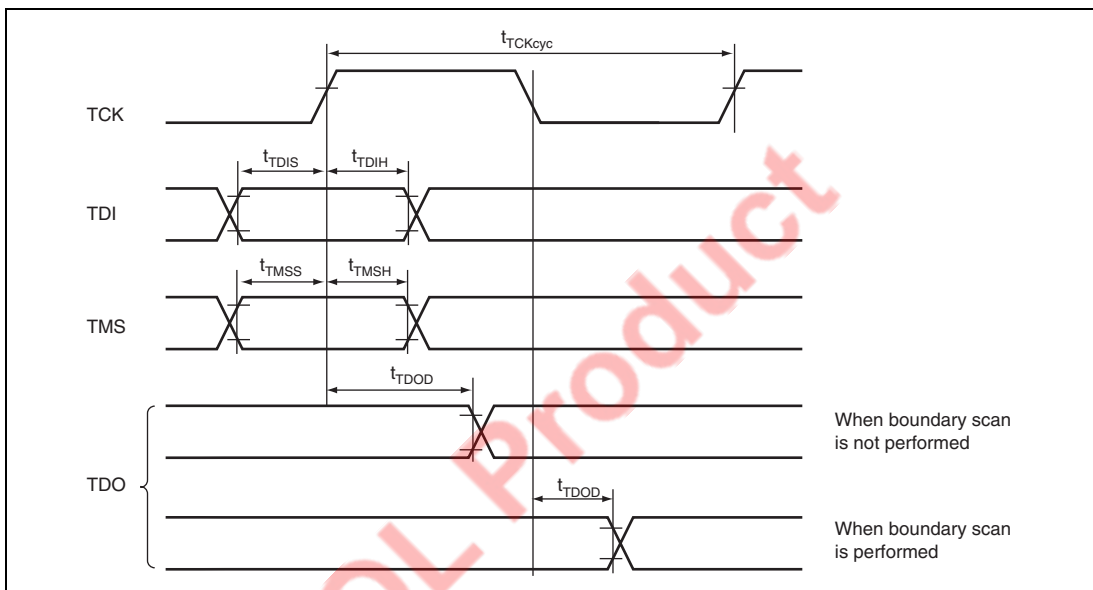 tTCKcyc
TCK
tTDIS tTDIH
TDI
tTMSS tTMSH
TMS
tTDOD
When boundary scan
is not performed
TDO
tTDOD
When boundary scan
is performed
OL Product